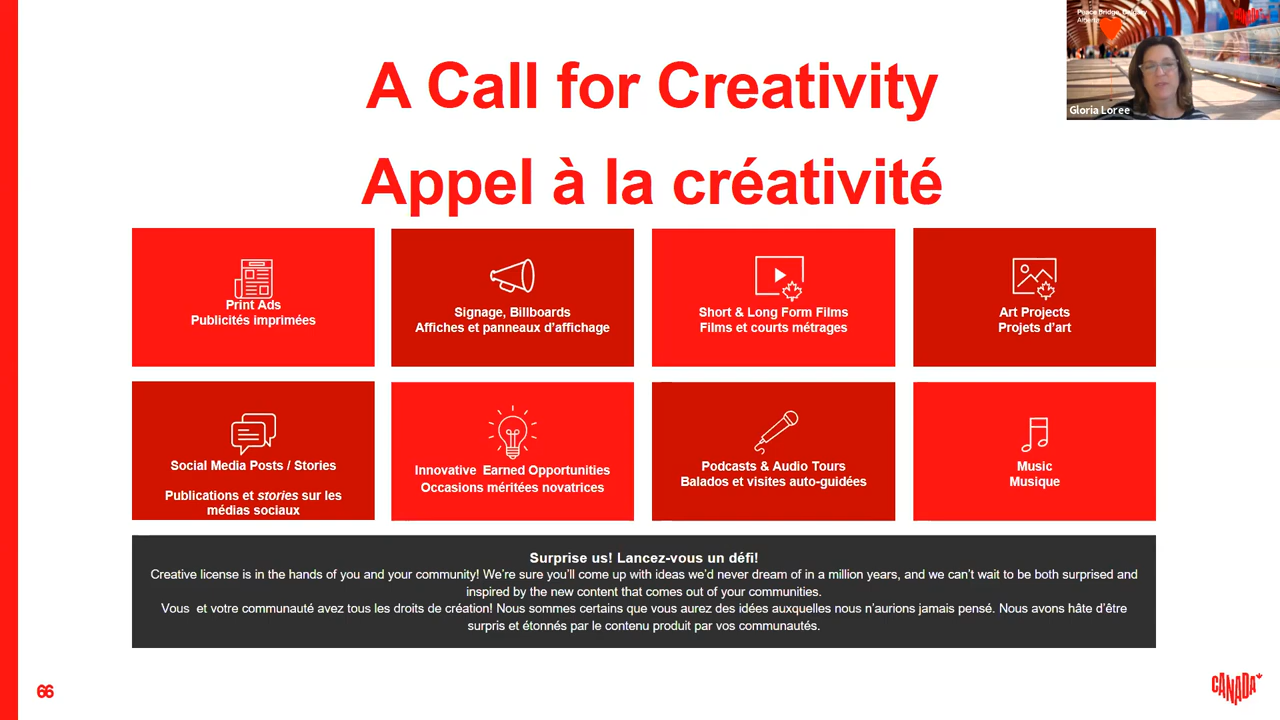 Peace Bridge, Calgary
Alberta
CANADA
Gloria Loree
A Call for Creativity
Appel à la créativité
Print Ads
Publicités imprimées
Signage, Billboards
Affiches et panneaux d’affichage
Short & Long Form Films
Films et courts métrages
Art Projects
Projets d’art
Social Media Posts / Stories
Publications et stories sur les
médias sociaux
Innovative Earned Opportunities
Occasions méritées novatrices
Podcasts & Audio Tours
Balados et visites auto-guidées
Music
Musique
Surprise us! Lancez-vous un défi!
Creative license is in the hands of you and your community! We’re sure you’ll come up with ideas we’d never dream of in a million years, and we can’t wait to be both surprised and
inspired by the new content that comes out of your communities.
Vous et votre communauté avez tous les droits de création! Nous sommes certains que vous aurez des idées auxquelles nous n’aurions jamais pensé. Nous avons hâte d’être
surpris et étonnés par le contenu produit par vos communautés.
66
CANADA